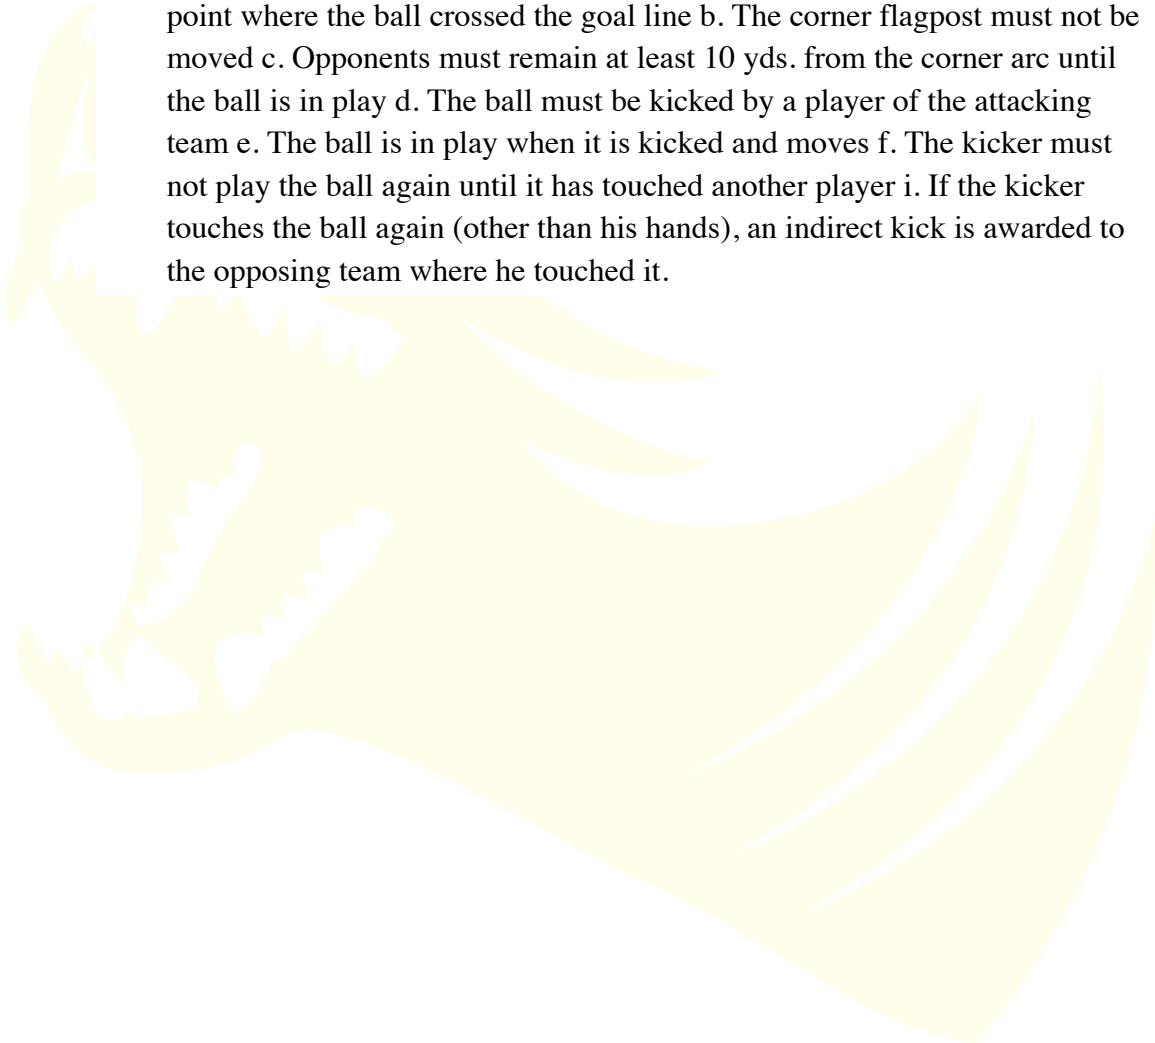 point where the ball crossed the goal line b. The corner flagpost must not be
moved c. Opponents must remain at least 10 yds. from the corner arc until
the ball is in play d. The ball must be kicked by a player of the attacking
team e. The ball is in play when it is kicked and moves f. The kicker must
not play the ball again until it has touched another player i. If the kicker
touches the ball again (other than his hands), an indirect kick is awarded to
the opposing team where he touched it.